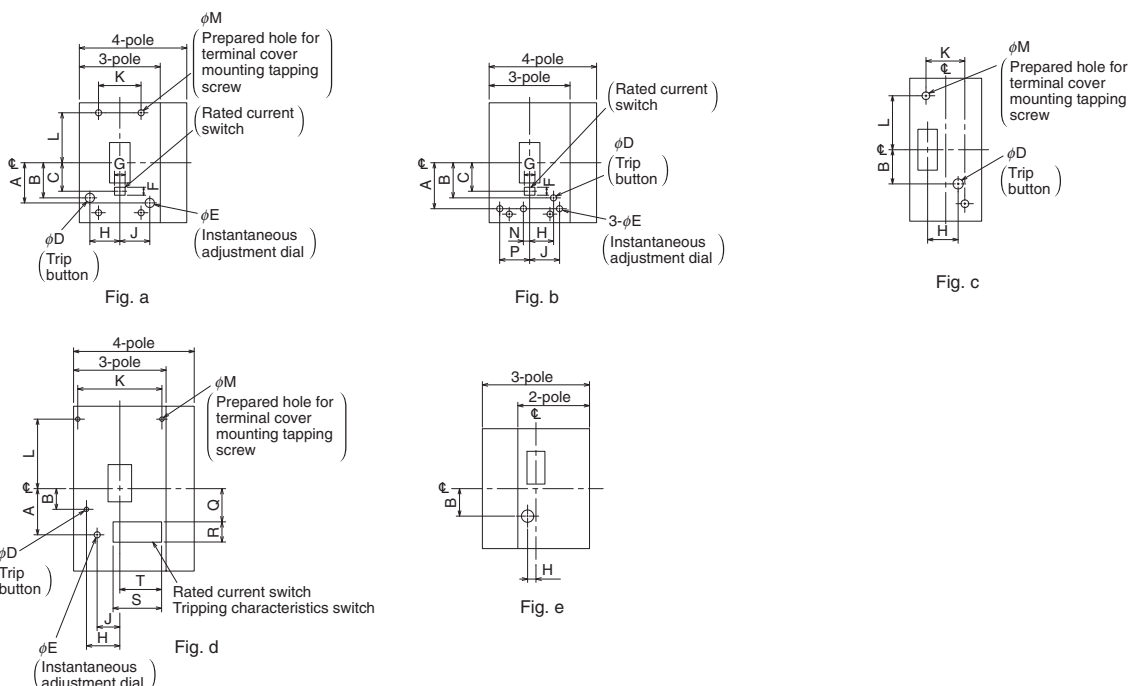 φM
4-pole
Prepared hole for
terminal cover
mounting tapping
screw
3-pole
K
(Rated current
switch)
L
G
℄
A
B
C
F
φE
(Instantaneous
adjustment dial)
φD
(Trip
button)
H
J
Fig. a
4-pole
3-pole
(Rated current
switch)
φD
(Trip
button)
G
℄
A
B
C
F
3-φE
(Instantaneous
adjustment dial)
N
H
P
J
Fig. b
K
℄
φM
Prepared hole for
terminal cover
mounting tapping
screw
L
℄
B
φD
(Trip
button)
H
Fig. c
4-pole
3-pole
K
φM
Prepared hole for
terminal cover
mounting tapping
screw
L
℄
A
B
Q
R
φD
Trip
button)
T
S
Rated current switch
Tripping characteristics switch
J
H
φE
(Instantaneous
adjustment dial)
Fig. d
3-pole
2-pole
℄
℄
B
H
Fig. e